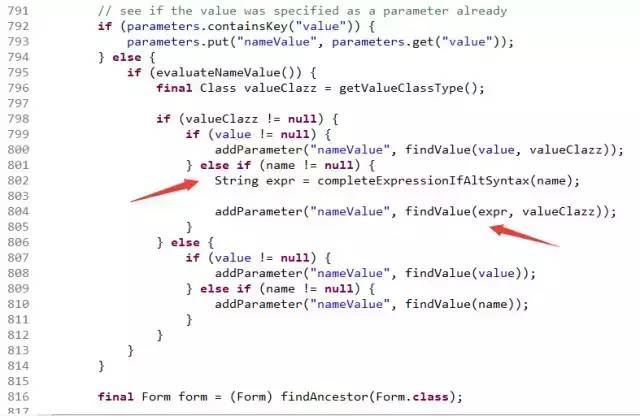 791 // see if the value was specified as a parameter already
792 if (parameters.containsKey("value")) {
793 parameters.put("nameValue", parameters.get("value"));
794 } else {
795 if (evaluateNameValue()) {
796 final Class valueClazz = getValueClassType();
797
798 if (valueClazz != null) {
799 if (value != null) {
800 addParameter("nameValue", findValue(value, valueClazz));
801 } else if (name != null) {
802 String expr = completeExpressionIfAltSyntax(name);
803
804 addParameter("nameValue", findValue(expr, valueClazz));
805 }
806 } else {
807 if (value != null) {
808 addParameter("nameValue", findValue(value));
809 } else if (name != null) {
810 addParameter("nameValue", findValue(name));
811 }
812 }
813 }
814 }
815
816 final Form form = (Form) findAncestor(Form.class);
817